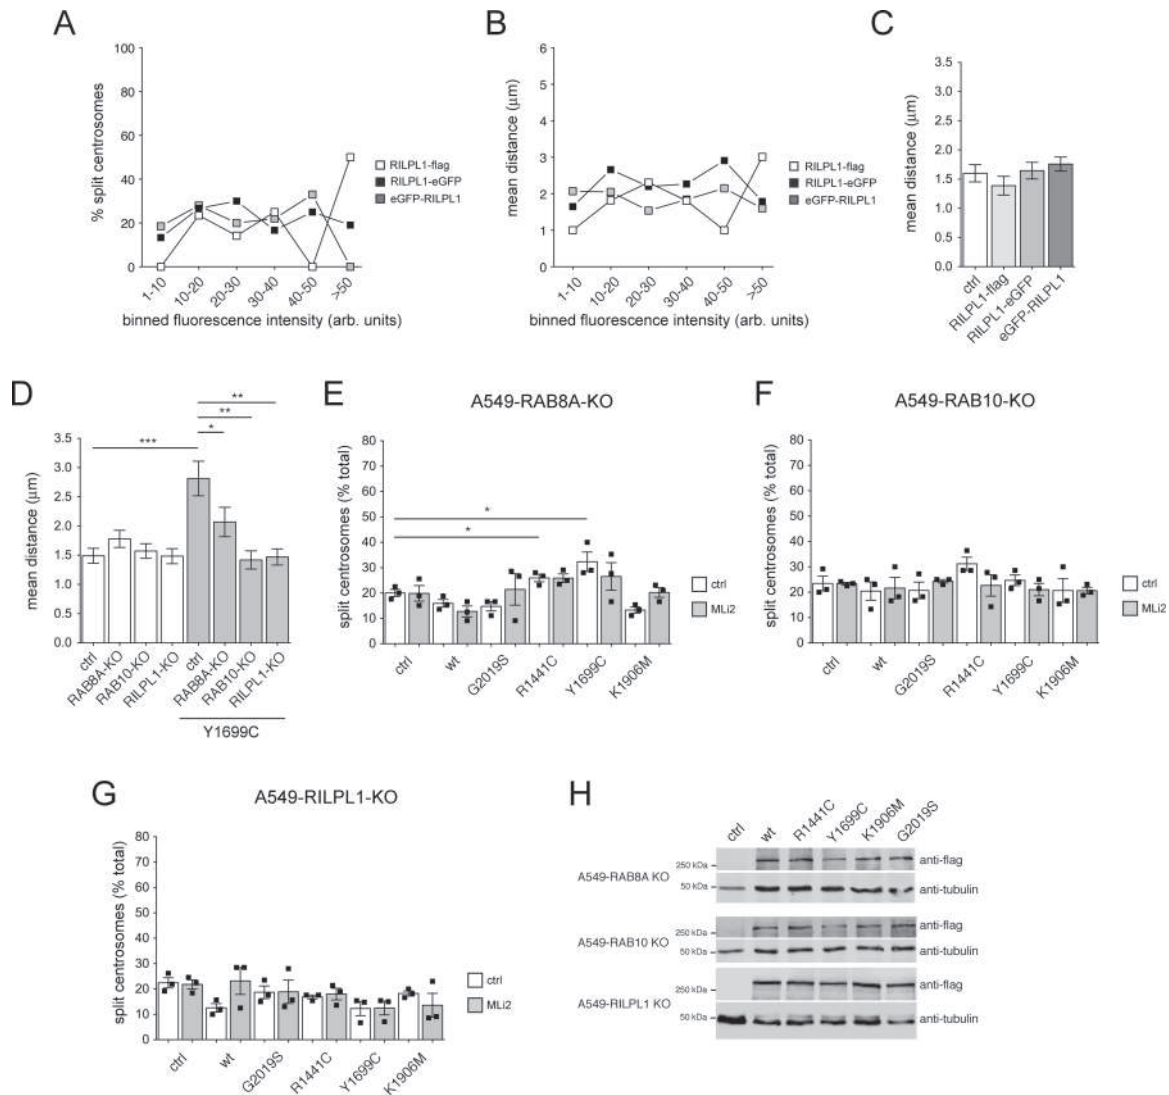 A
% split centrosomes
100
80
60
40
20
0
1-10
10-20
20-30
30-40
40-50
>50
binned fluorescence intensity (arb. units)
RILPL1-flag
RILPL1-eGFP
eGFP-RILPL1
B
mean distance (μm)
6
5
4
3
2
1
0
1-10
10-20
20-30
30-40
40-50
>50
binned fluorescence intensity (arb. units)
RILPL1-flag
RILPL1-eGFP
eGFP-RILPL1
C
mean distance (μm)
3.5
3.0
2.5
2.0
1.5
1.0
0.5
0.0
ctrl
RILPL1-flag
RILPL1-eGFP
eGFP-RILPL1
D
mean distance (μm)
3.5
3.0
2.5
2.0
1.5
1.0
0.5
0.0
***
**
**
*
ctrl
RAB8A-KO
RAB10-KO
RILPL1-KO
ctrl
RAB8A-KO
RAB10-KO
RILPL1-KO
Y1699C
E
A549-RAB8A-KO
split centrosomes (% total)
80
70
60
50
40
30
20
10
0
*
*
ctrl
wt
G2019S
R1441C
Y1699C
K1906M
ctrl
MLi2
F
A549-RAB10-KO
split centrosomes (% total)
80
70
60
50
40
30
20
10
0
ctrl
wt
G2019S
R1441C
Y1699C
K1906M
ctrl
MLi2
G
A549-RILPL1-KO
split centrosomes (% total)
80
70
60
50
40
30
20
10
0
ctrl
wt
G2019S
R1441C
Y1699C
K1906M
ctrl
MLi2
H
ctrl
wt
R1441C
Y1699C
K1906M
G2019S
A549-RAB8A KO
250 kDa
anti-flag
50 kDa
anti-tubulin
A549-RAB10 KO
250 kDa
anti-flag
50 kDa
anti-tubulin
A549-RILPL1 KO
250 kDa
anti-flag
50 kDa
anti-tubulin